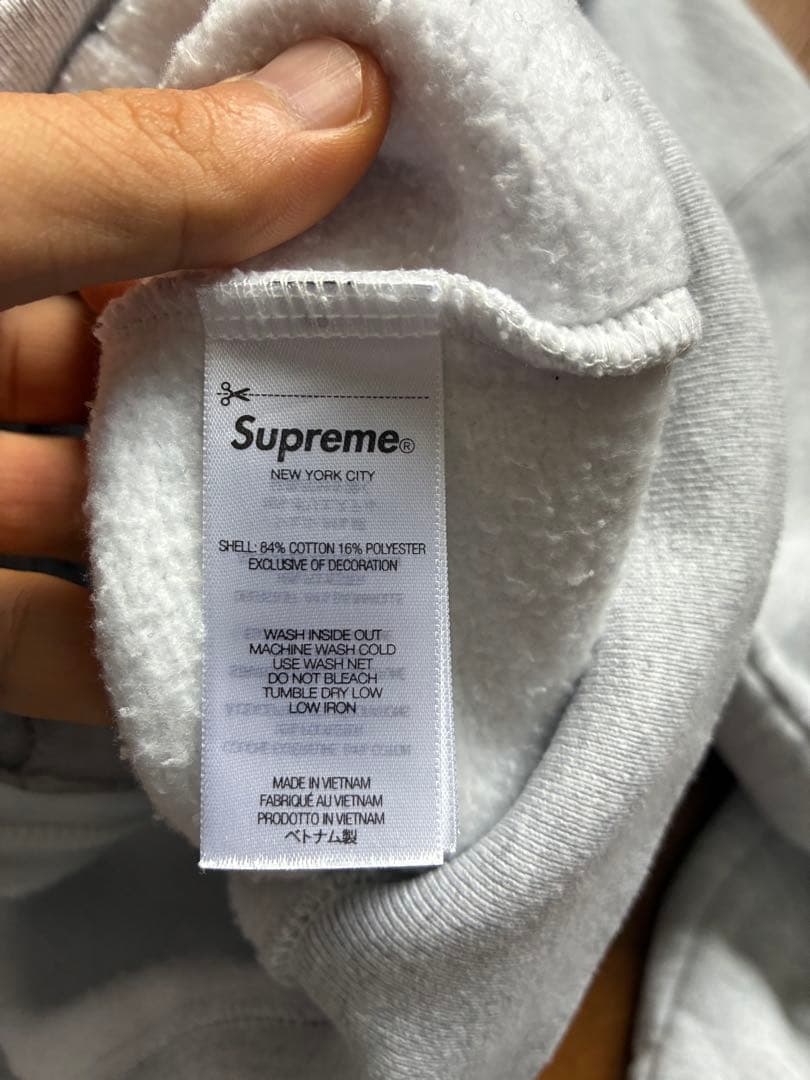 Supreme®
NEW YORK CITY
SHELL: 84% COTTON 16% POLYESTER
EXCLUSIVE OF DECORATION
WASH INSIDE OUT
MACHINE WASH COLD
USE WASH NET
DO NOT BLEACH
TUMBLE DRY LOW
LOW IRON
MADE IN VIETNAM
FABRIQUÉ AU VIETNAM
PRODOTTO IN VIETNAM
ベトナム製